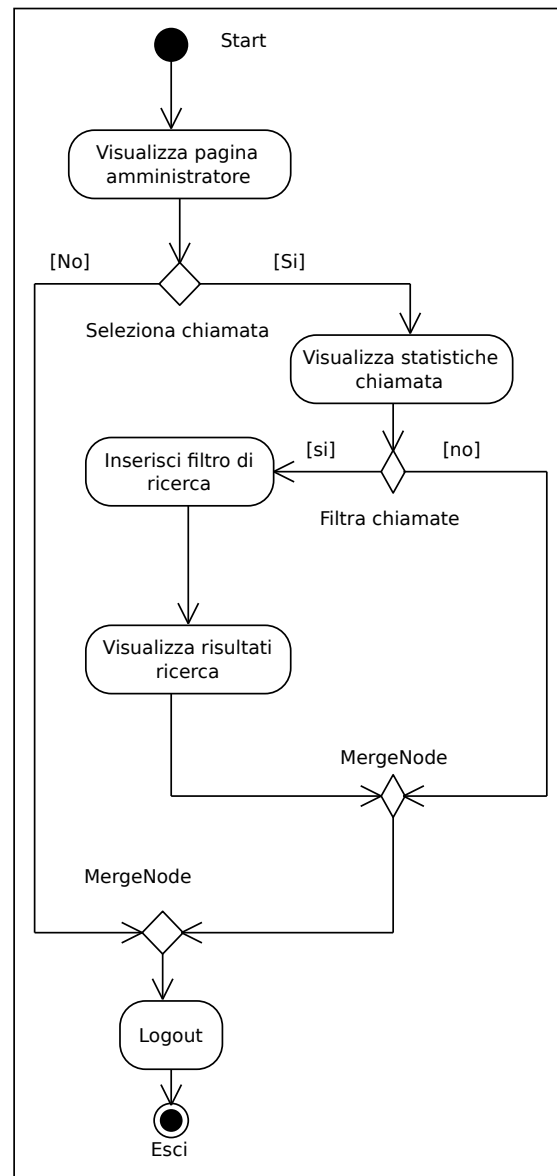 Start
Visualizza pagina
amministratore
[No]
[Si]
Seleziona chiamata
Visualizza statistiche
chiamata
Inserisci filtro di
ricerca
[si]
[no]
Filtra chiamate
Visualizza risultati
ricerca
MergeNode
MergeNode
Logout
Esci